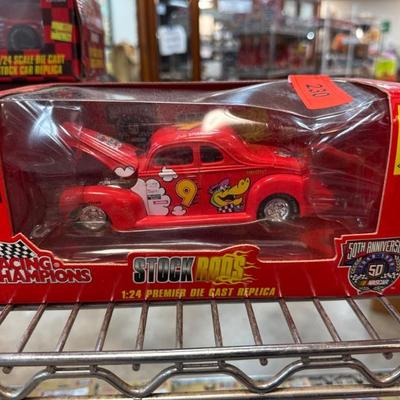 1/24 SCALE DIE CAST
STOCK CAR REPLICA
230
9
RACING
CHAMPIONS
STOCK RODS
1:24 PREMIER DIE CAST REPLICA
50TH ANNIVERSARY
50
NASCAR